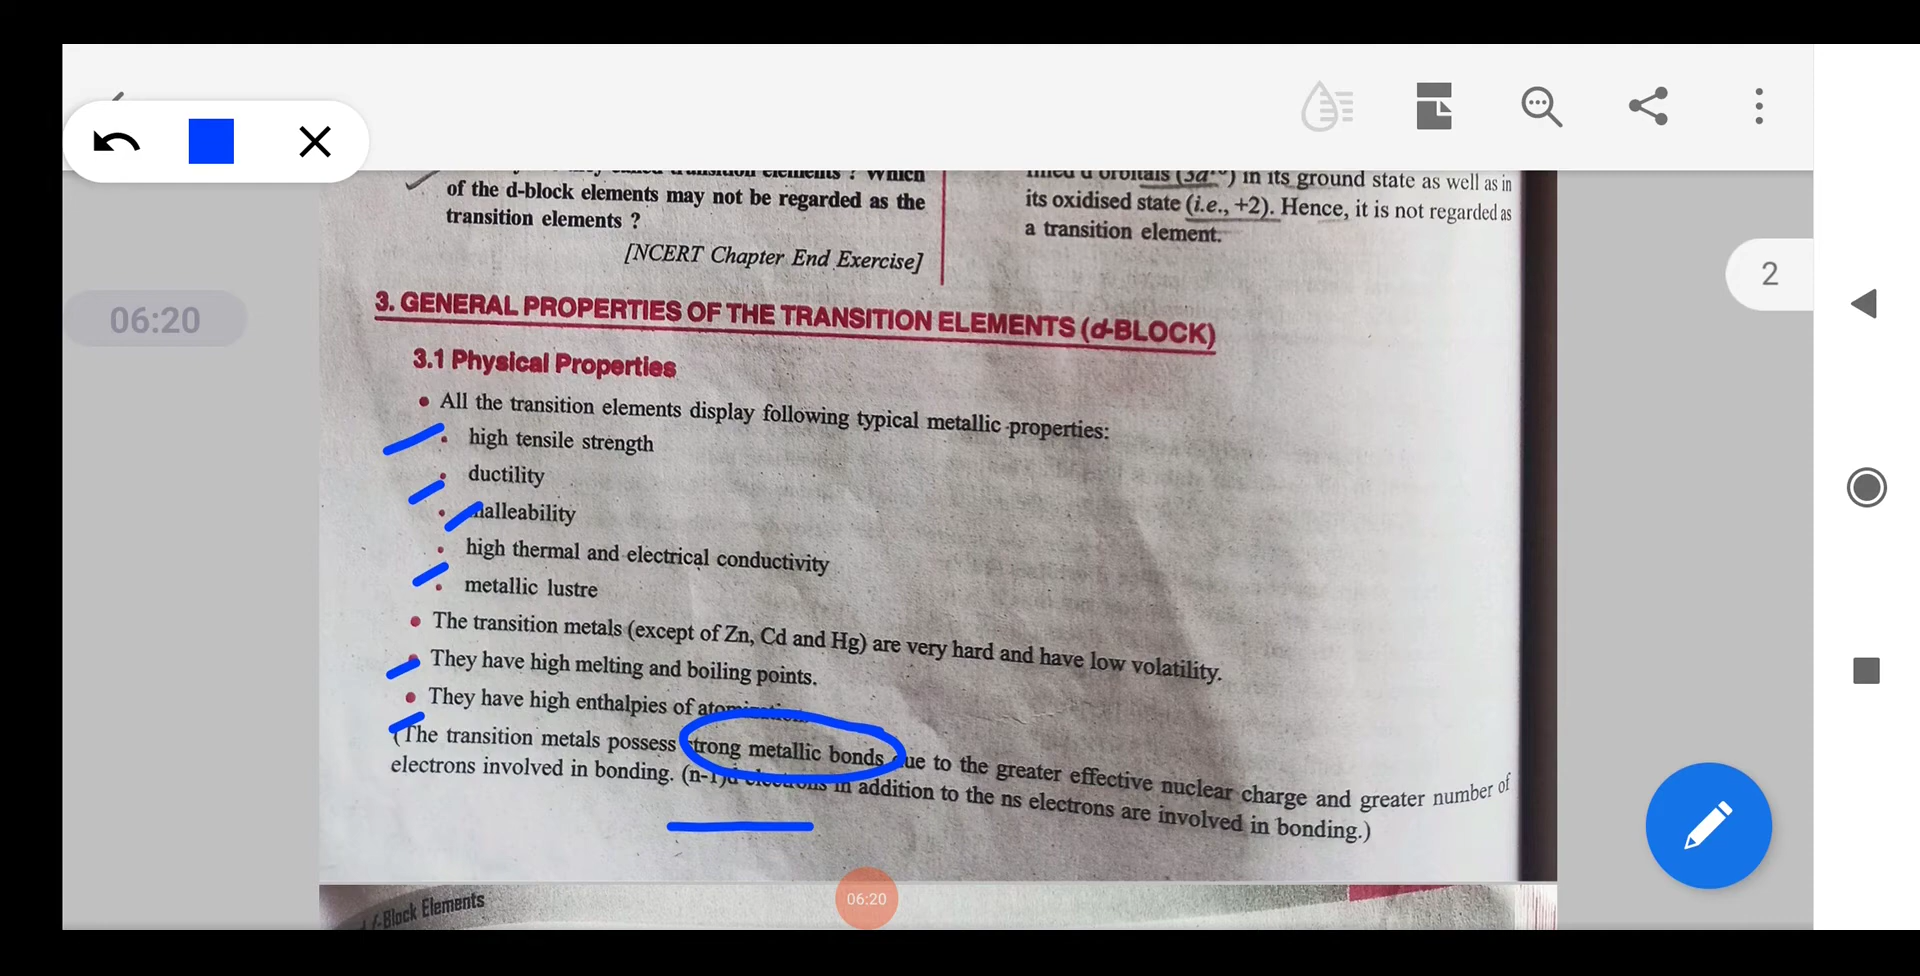 of the d-block elements may not be regarded as the
transition elements ?
[NCERT Chapter End Exercise]
in its ground state as well as in
its oxidised state (i.e., +2). Hence, it is not regarded as
a transition element.
2
06:20
3. GENERAL PROPERTIES OF THE TRANSITION ELEMENTS (d-BLOCK)
3.1 Physical Properties
• All the transition elements display following typical metallic properties:
• high tensile strength
• ductility
• malleability
• high thermal and electrical conductivity
• metallic lustre
• The transition metals (except of Zn, Cd and Hg) are very hard and have low volatility.
• They have high melting and boiling points.
• They have high enthalpies of
(The transition metals possess strong metallic bonds due to the greater effective nuclear charge and greater number of
electrons involved in bonding. (n-1)d electrons in addition to the ns electrons are involved in bonding.)
06:20
f-Block Elements